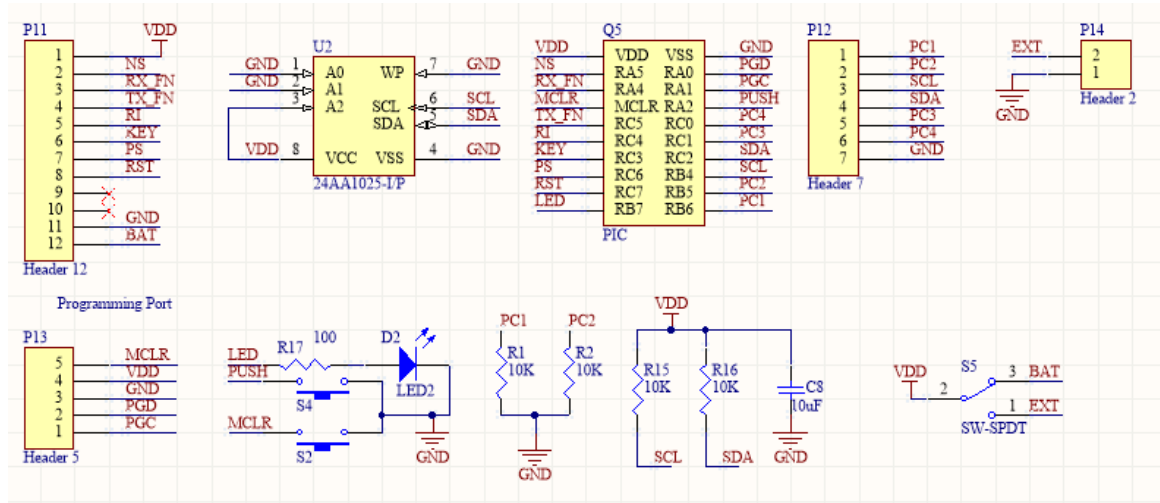 P11
1 VDD
2 NS
3 RX_FN
4 TX_FN
5 RI
6 KEY
7 PS
8 RST
9
10
11 GND
12 BAT
Header 12
U2
GND 1 A0 WP 7 GND
GND 2 A1
3 A2 SCL 6 SCL
SDA 5 SDA
VDD 8 VCC VSS 4 GND
24AA1025-I/P
Q5
VDD VDD VSS GND
NS RA5 RA0 PGD
RX_FN RA4 RA1 PGC
MCLR MCLR RA2 PUSH
TX_FN RC5 RC0 PC4
RI RC4 RC1 PC3
KEY RC3 RC2 SDA
PS RC6 RB4 SCL
RST RC7 RB5 PC2
LED RB7 RB6 PC1
PIC
P12
1 PC1
2 PC2
3 SCL
4 SDA
5 PC3
6 PC4
7 GND
Header 7
P14
EXT 2
1
GND
Header 2
Programming Port
P13
5 MCLR
4 VDD
3 GND
2 PGD
1 PGC
Header 5
R17 100 D2
LED
PUSH LED2
S4
MCLR
S2
GND
PC1 PC2
R1 R2
10K 10K
GND
VDD
R15 R16 C8
10K 10K 10uF
SCL SDA GND
S5
VDD 2 3 BAT
1 EXT
SW-SPDT